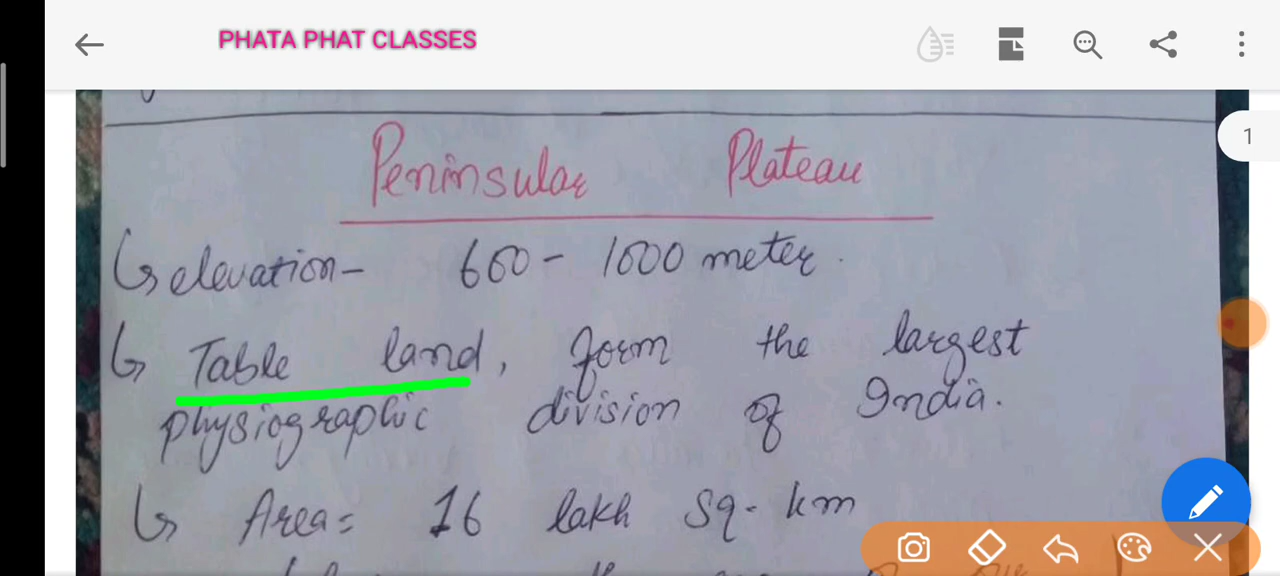 PHATA PHAT CLASSES
1
Peninsular Plateau
↳ elevation- 600 - 1000 meter.
↳ Table land, form the largest
physiographic division of India.
↳ Area= 16 lakh sq. km